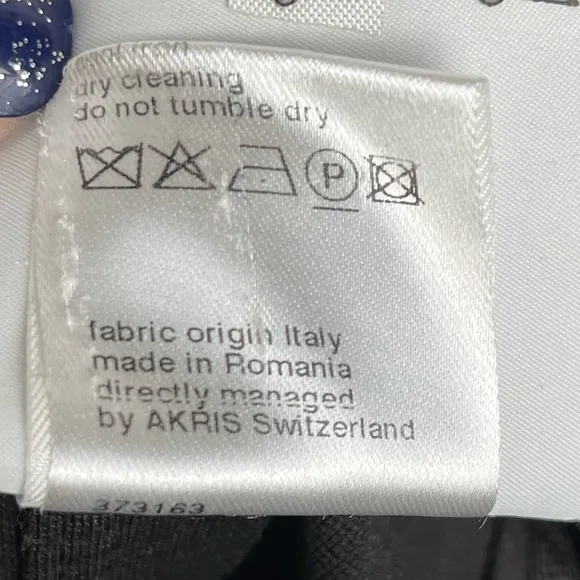 dry cleaning
do not tumble dry
P
fabric origin Italy
made in Romania
directly managed
by AKRIS Switzerland
373163